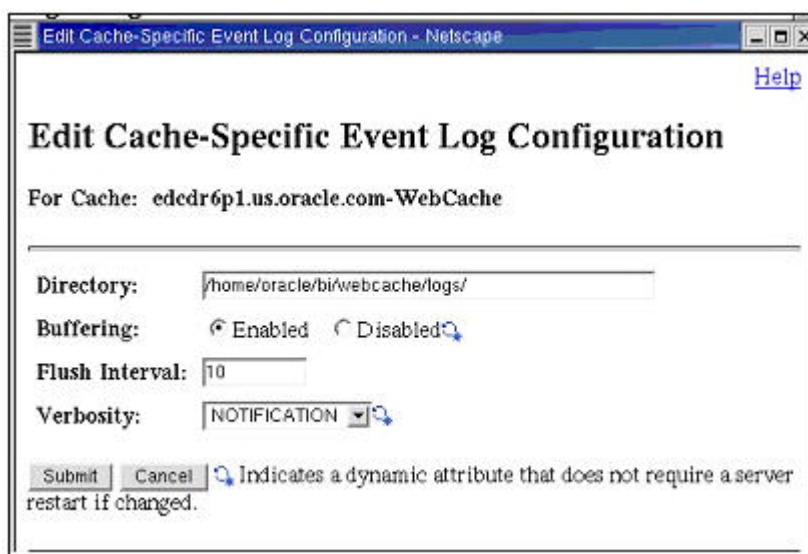 Edit Cache-Specific Event Log Configuration - Netscape
Help
Edit Cache-Specific Event Log Configuration
For Cache: edcdr6p1.us.oracle.com-WebCache
Directory: /home/oracle/bi/webcache/logs/
Buffering: Enabled Disabled
Flush Interval: 10
Verbosity: NOTIFICATION
Submit Cancel Indicates a dynamic attribute that does not require a server
restart if changed.